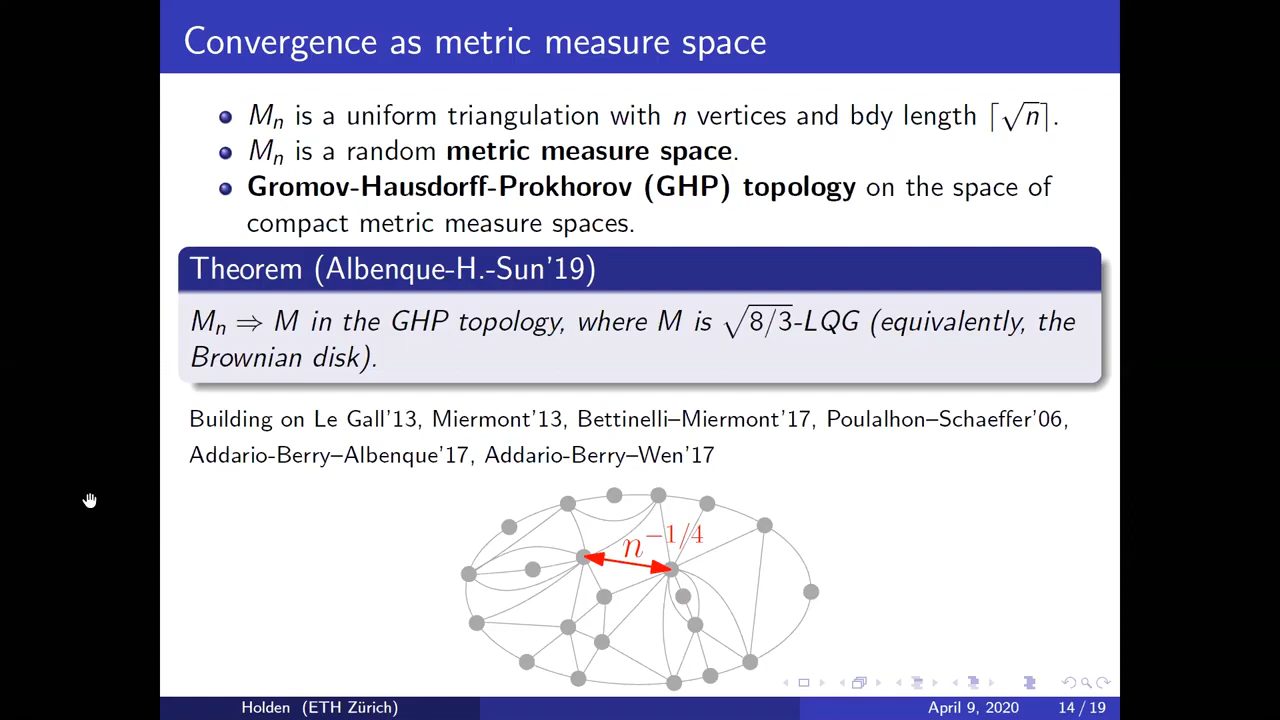 Convergence as metric measure space
Mₙ is a uniform triangulation with n vertices and bdy length ⌈√n⌉.
Mₙ is a random metric measure space.
Gromov-Hausdorff-Prokhorov (GHP) topology on the space of
compact metric measure spaces.
Theorem (Albenque-H.-Sun'19)
Mₙ ⇒ M in the GHP topology, where M is √8/3-LQG (equivalently, the
Brownian disk).
Building on Le Gall'13, Miermont'13, Bettinelli–Miermont'17, Poulalhon–Schaeffer'06,
Addario-Berry–Albenque'17, Addario-Berry–Wen'17
n^{-1/4}
Holden (ETH Zürich) April 9, 2020 14 / 19